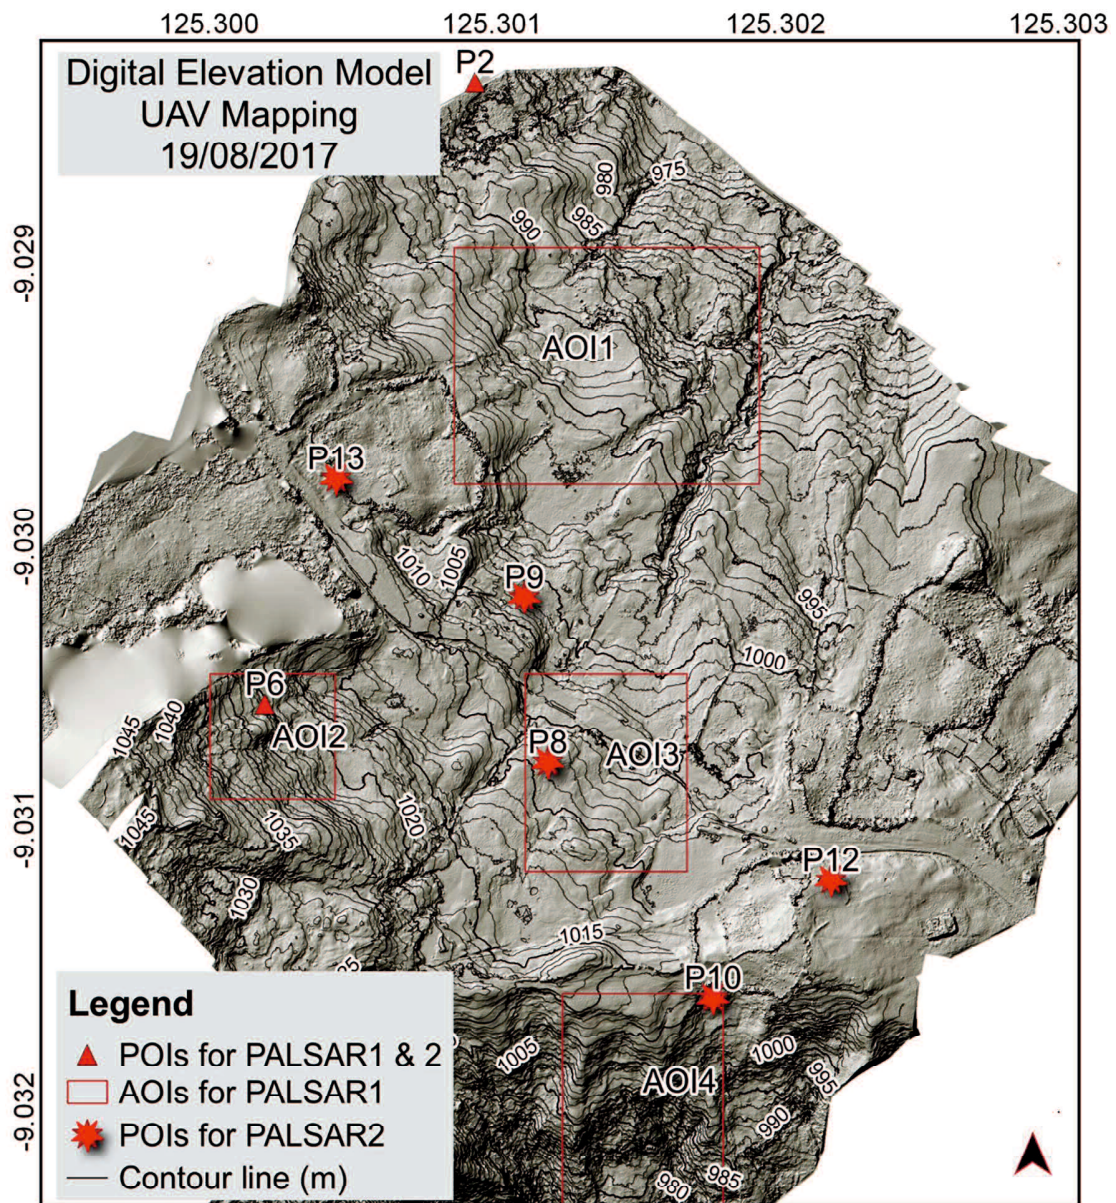 125.300 125.301 125.302 125.303
P2
Digital Elevation Model
UAV Mapping
19/08/2017
980
975
990
985
-9.029
AOI1
P13
-9.030
1010
1005
P9
995
1000
P6
1045
1040
AOI2
P8
AOI3
-9.031
1045
1035
1020
P12
1030
1015
P10
Legend
POIs for PALSAR1 & 2
AOIs for PALSAR1
POIs for PALSAR2
Contour line (m)
1005
1000
995
AOI4
-9.032
990
985
980